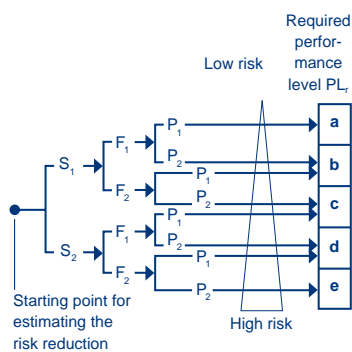 Required
perfor-
mance
level PLr
Low risk
P1
a
F1
P2
b
S1
P1
F2
P2
c
P1
F1
P2
d
S2
P1
F2
P2
e
Starting point for
estimating the
risk reduction
High risk